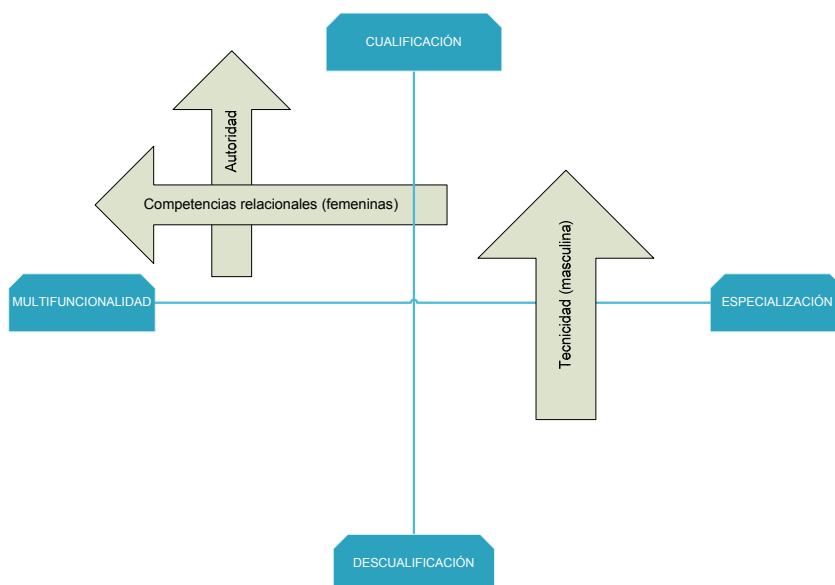 CUALIFICACIÓN
Autoridad
Competencias relacionales (femeninas)
Tecnicidad (masculina)
MULTIFUNCIONALIDAD
ESPECIALIZACIÓN
DESCUALIFICACIÓN